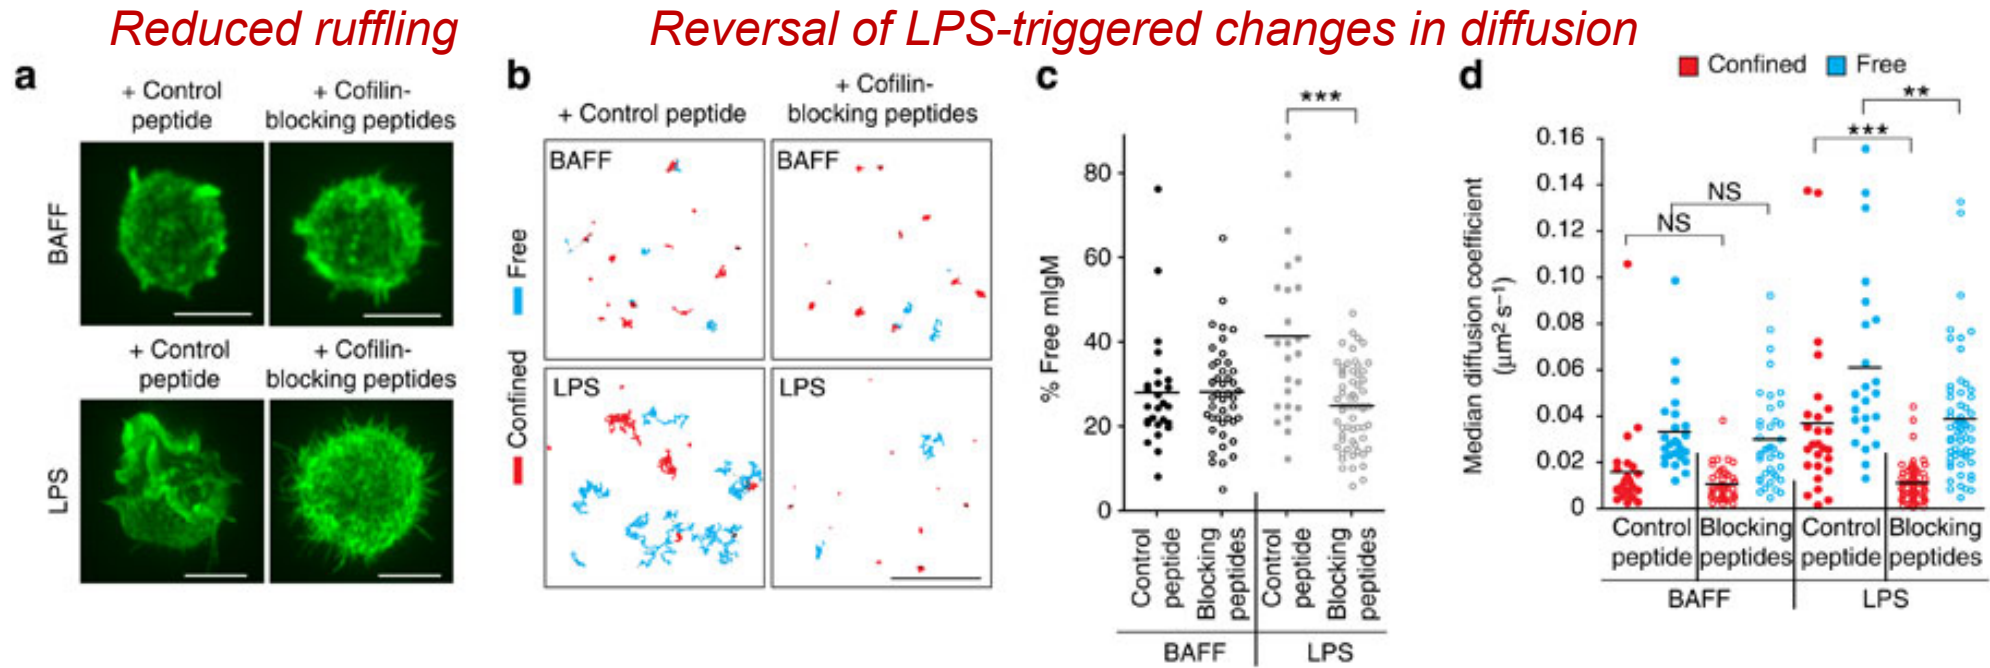 Reduced ruffling
Reversal of LPS-triggered changes in diffusion
a
+ Control
peptide
+ Cofilin-
blocking peptides
BAFF
+ Control
peptide
+ Cofilin-
blocking peptides
LPS
b
+ Control peptide
+ Cofilin-
blocking peptides
Confined
Free
BAFF
BAFF
LPS
LPS
c
***
% Free mIgM
80
60
40
20
0
Control
peptide
Blocking
peptides
Control
peptide
Blocking
peptides
BAFF
LPS
d
Confined
Free
**
***
NS
NS
Median diffusion coefficient
(μm² s⁻¹)
0.16
0.14
0.12
0.10
0.08
0.06
0.04
0.02
0
Control
peptide
Blocking
peptides
Control
peptide
Blocking
peptides
BAFF
LPS